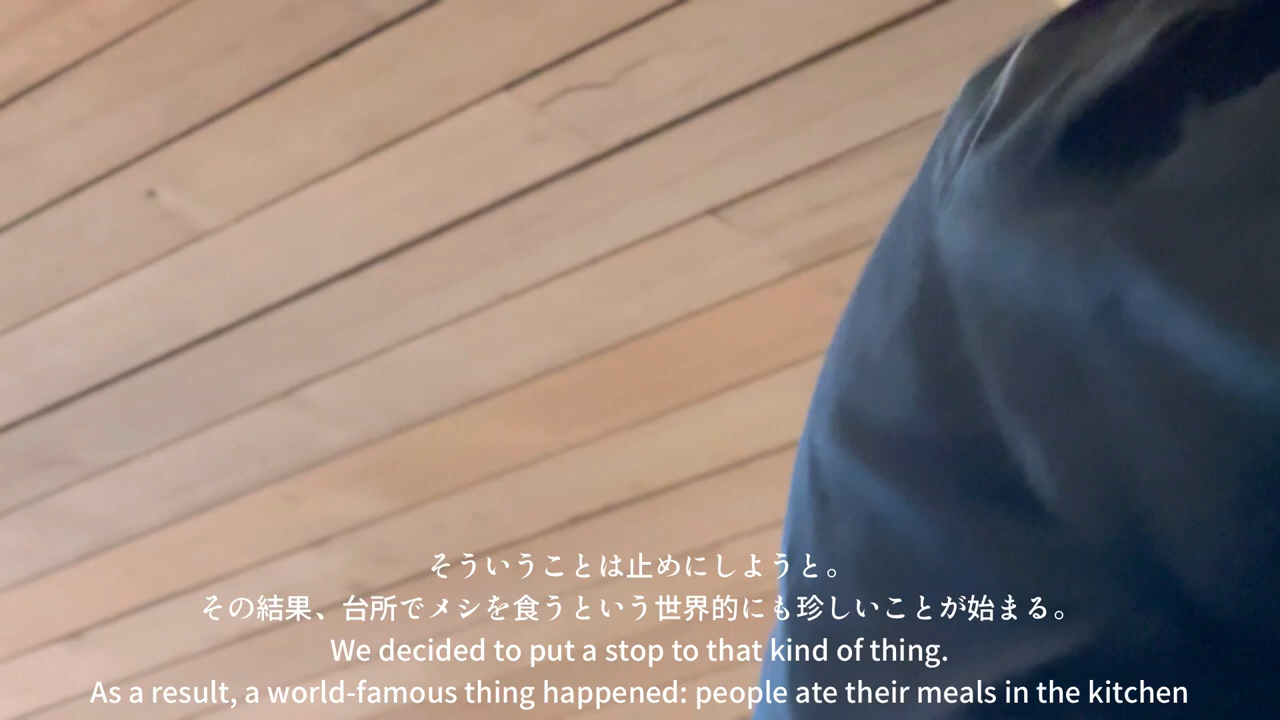 そういうことは止めにしようと。
その結果、台所でメシを食うという世界的にも珍しいことが始まる。
We decided to put a stop to that kind of thing.
As a result, a world-famous thing happened: people ate their meals in the kitchen